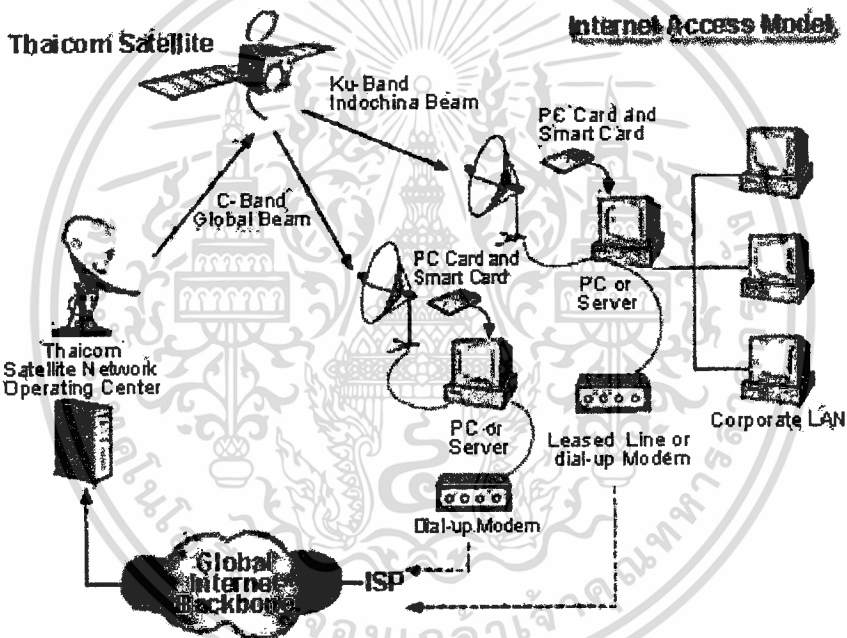 Internet Access Model
Thaicom Satellite
Ku-Band
Indochina Beam
PC Card and
Smart Card
C-Band
Global Beam
PC Card and
Smart Card
PC or
Server
Thaicom
Satellite Network
Operating Center
PC or
Server
Leased Line or
dial-up Modem
Corporate LAN
Dial-up Modem
Global
Internet
Backbone
ISP